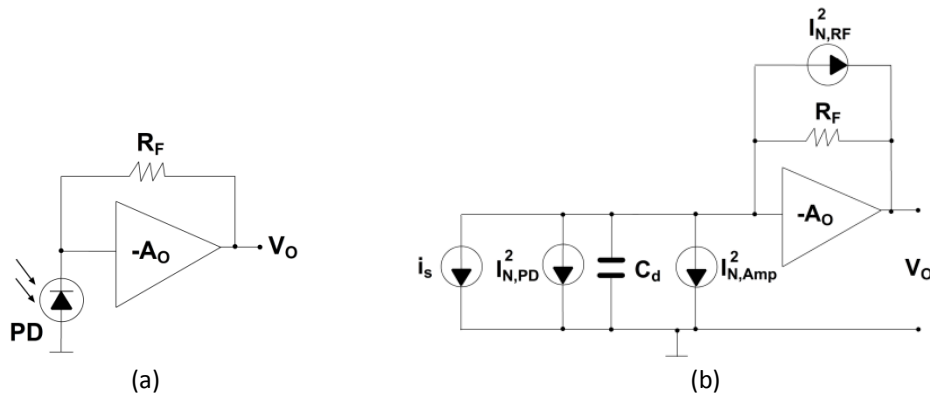 R_F
-A_O
V_O
PD
(a)
I²_N,RF
R_F
-A_O
i_s
I²_N,PD
C_d
I²_N,Amp
V_O
(b)